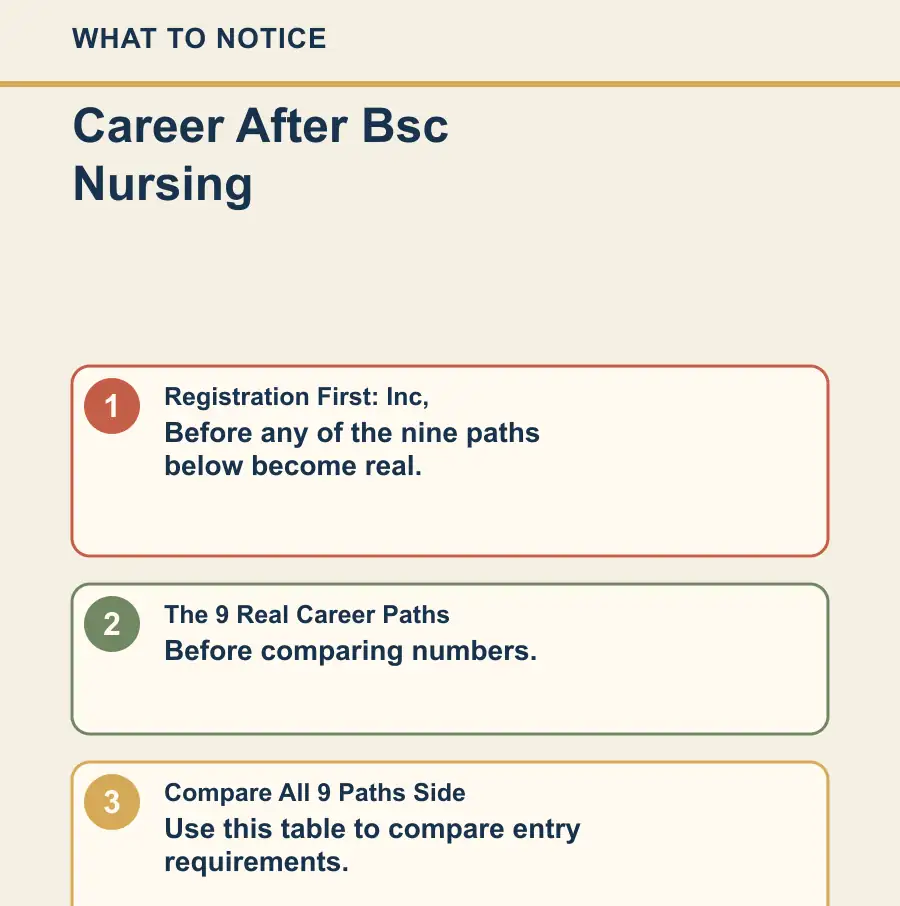 WHAT TO NOTICE
Career After Bsc
Nursing
1
Registration First: Inc,
Before any of the nine paths
below become real.
2
The 9 Real Career Paths
Before comparing numbers.
3
Compare All 9 Paths Side
Use this table to compare entry
requirements.